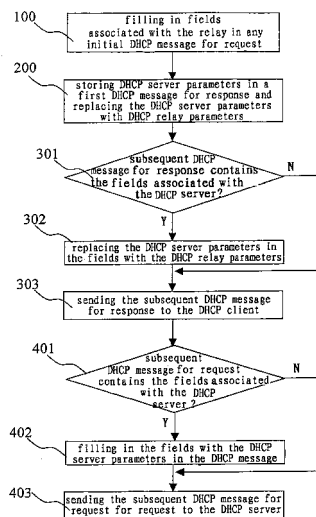 100
filling in fields
associated with the relay in any
initial DHCP message for request
200
storing DHCP server parameters in a
first DHCP message for response and
replacing the DHCP server parameters
with DHCP relay parameters
301
subsequent DHCP
message for response contains
the fields associated with
the DHCP server?
N
Y
302
replacing the DHCP server parameters in
the fields with the DHCP relay parameters
303
sending the subsequent DHCP message
for response to the DHCP client
401
subsequent
DHCP message for request
contains the fields associated
with the DHCP
server ?
N
Y
402
filling in the fields with the DHCP
server parameters in the DHCP message
403
sending the subsequent DHCP message for
request for request to the DHCP server